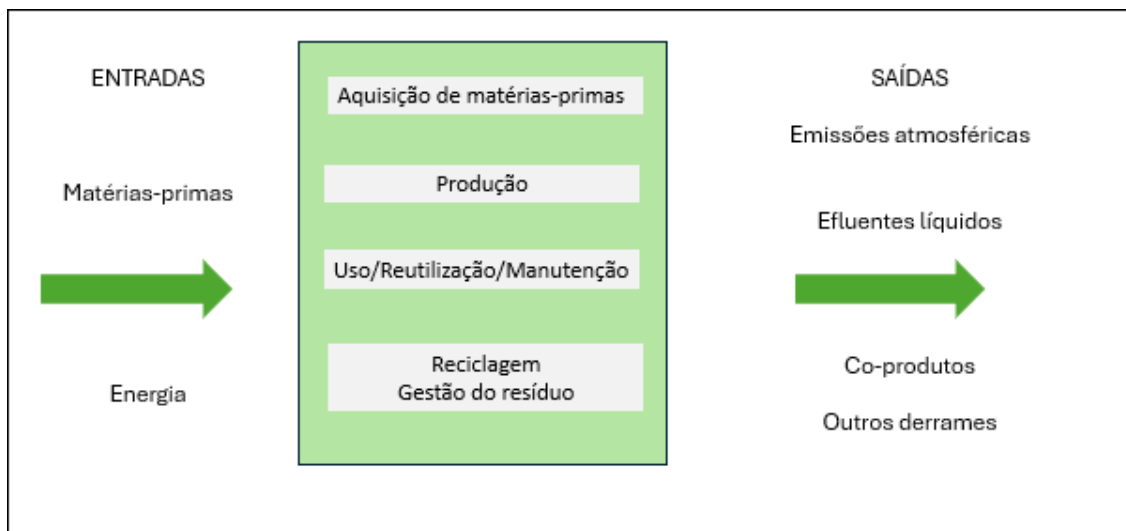 ENTRADAS
Matérias-primas
Energia
Aquisição de matérias-primas
Produção
Uso/Reutilização/Manutenção
Reciclagem
Gestão do resíduo
SAÍDAS
Emissões atmosféricas
Efluentes líquidos
Co-produtos
Outros derrames